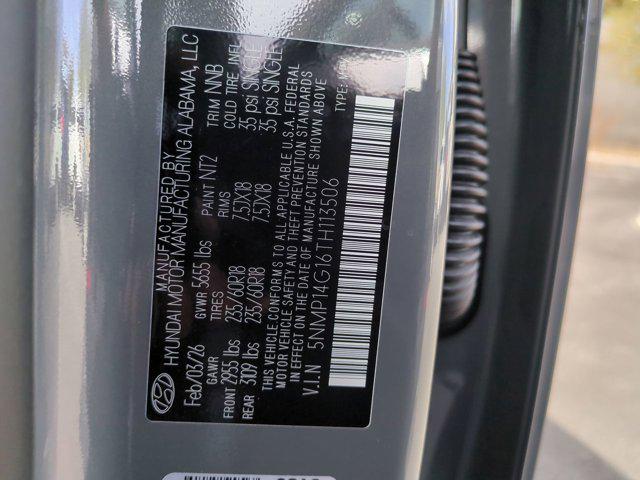 MANUFACTURED BY
HYUNDAI MOTOR MANUFACTURING ALABAMA, LLC
Feb/03/26 GVWR 5655 lbs PAINT NT2 TRIM NNB
GAWR TIRES RIMS COLD TIRE INFL
FRONT 2955 lbs 235/60R18 7.5JX18 35 psi SINGLE
REAR 3109 lbs 235/60R18 7.5JX18 35 psi SINGLE
THIS VEHICLE CONFORMS TO ALL APPLICABLE U.S.A. FEDERAL
MOTOR VEHICLE SAFETY AND THEFT PREVENTION STANDARDS
IN EFFECT ON THE DATE OF MANUFACTURE SHOWN ABOVE
V.I.N 5NMP14G16TH113506 TYPE: